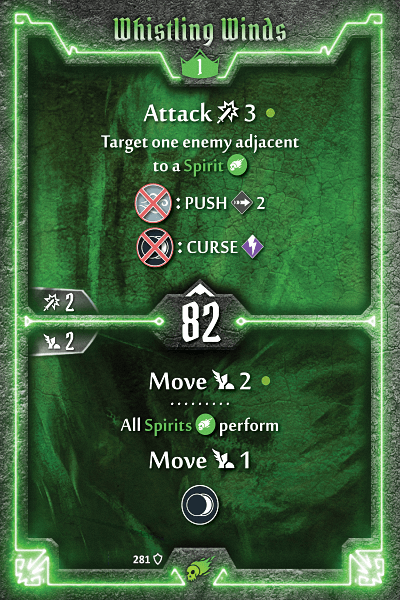 Whistling Winds
1
Attack 3
Target one enemy adjacent
to a Spirit
: PUSH 2
: CURSE
2
82
2
Move 2
All Spirits perform
Move 1
281